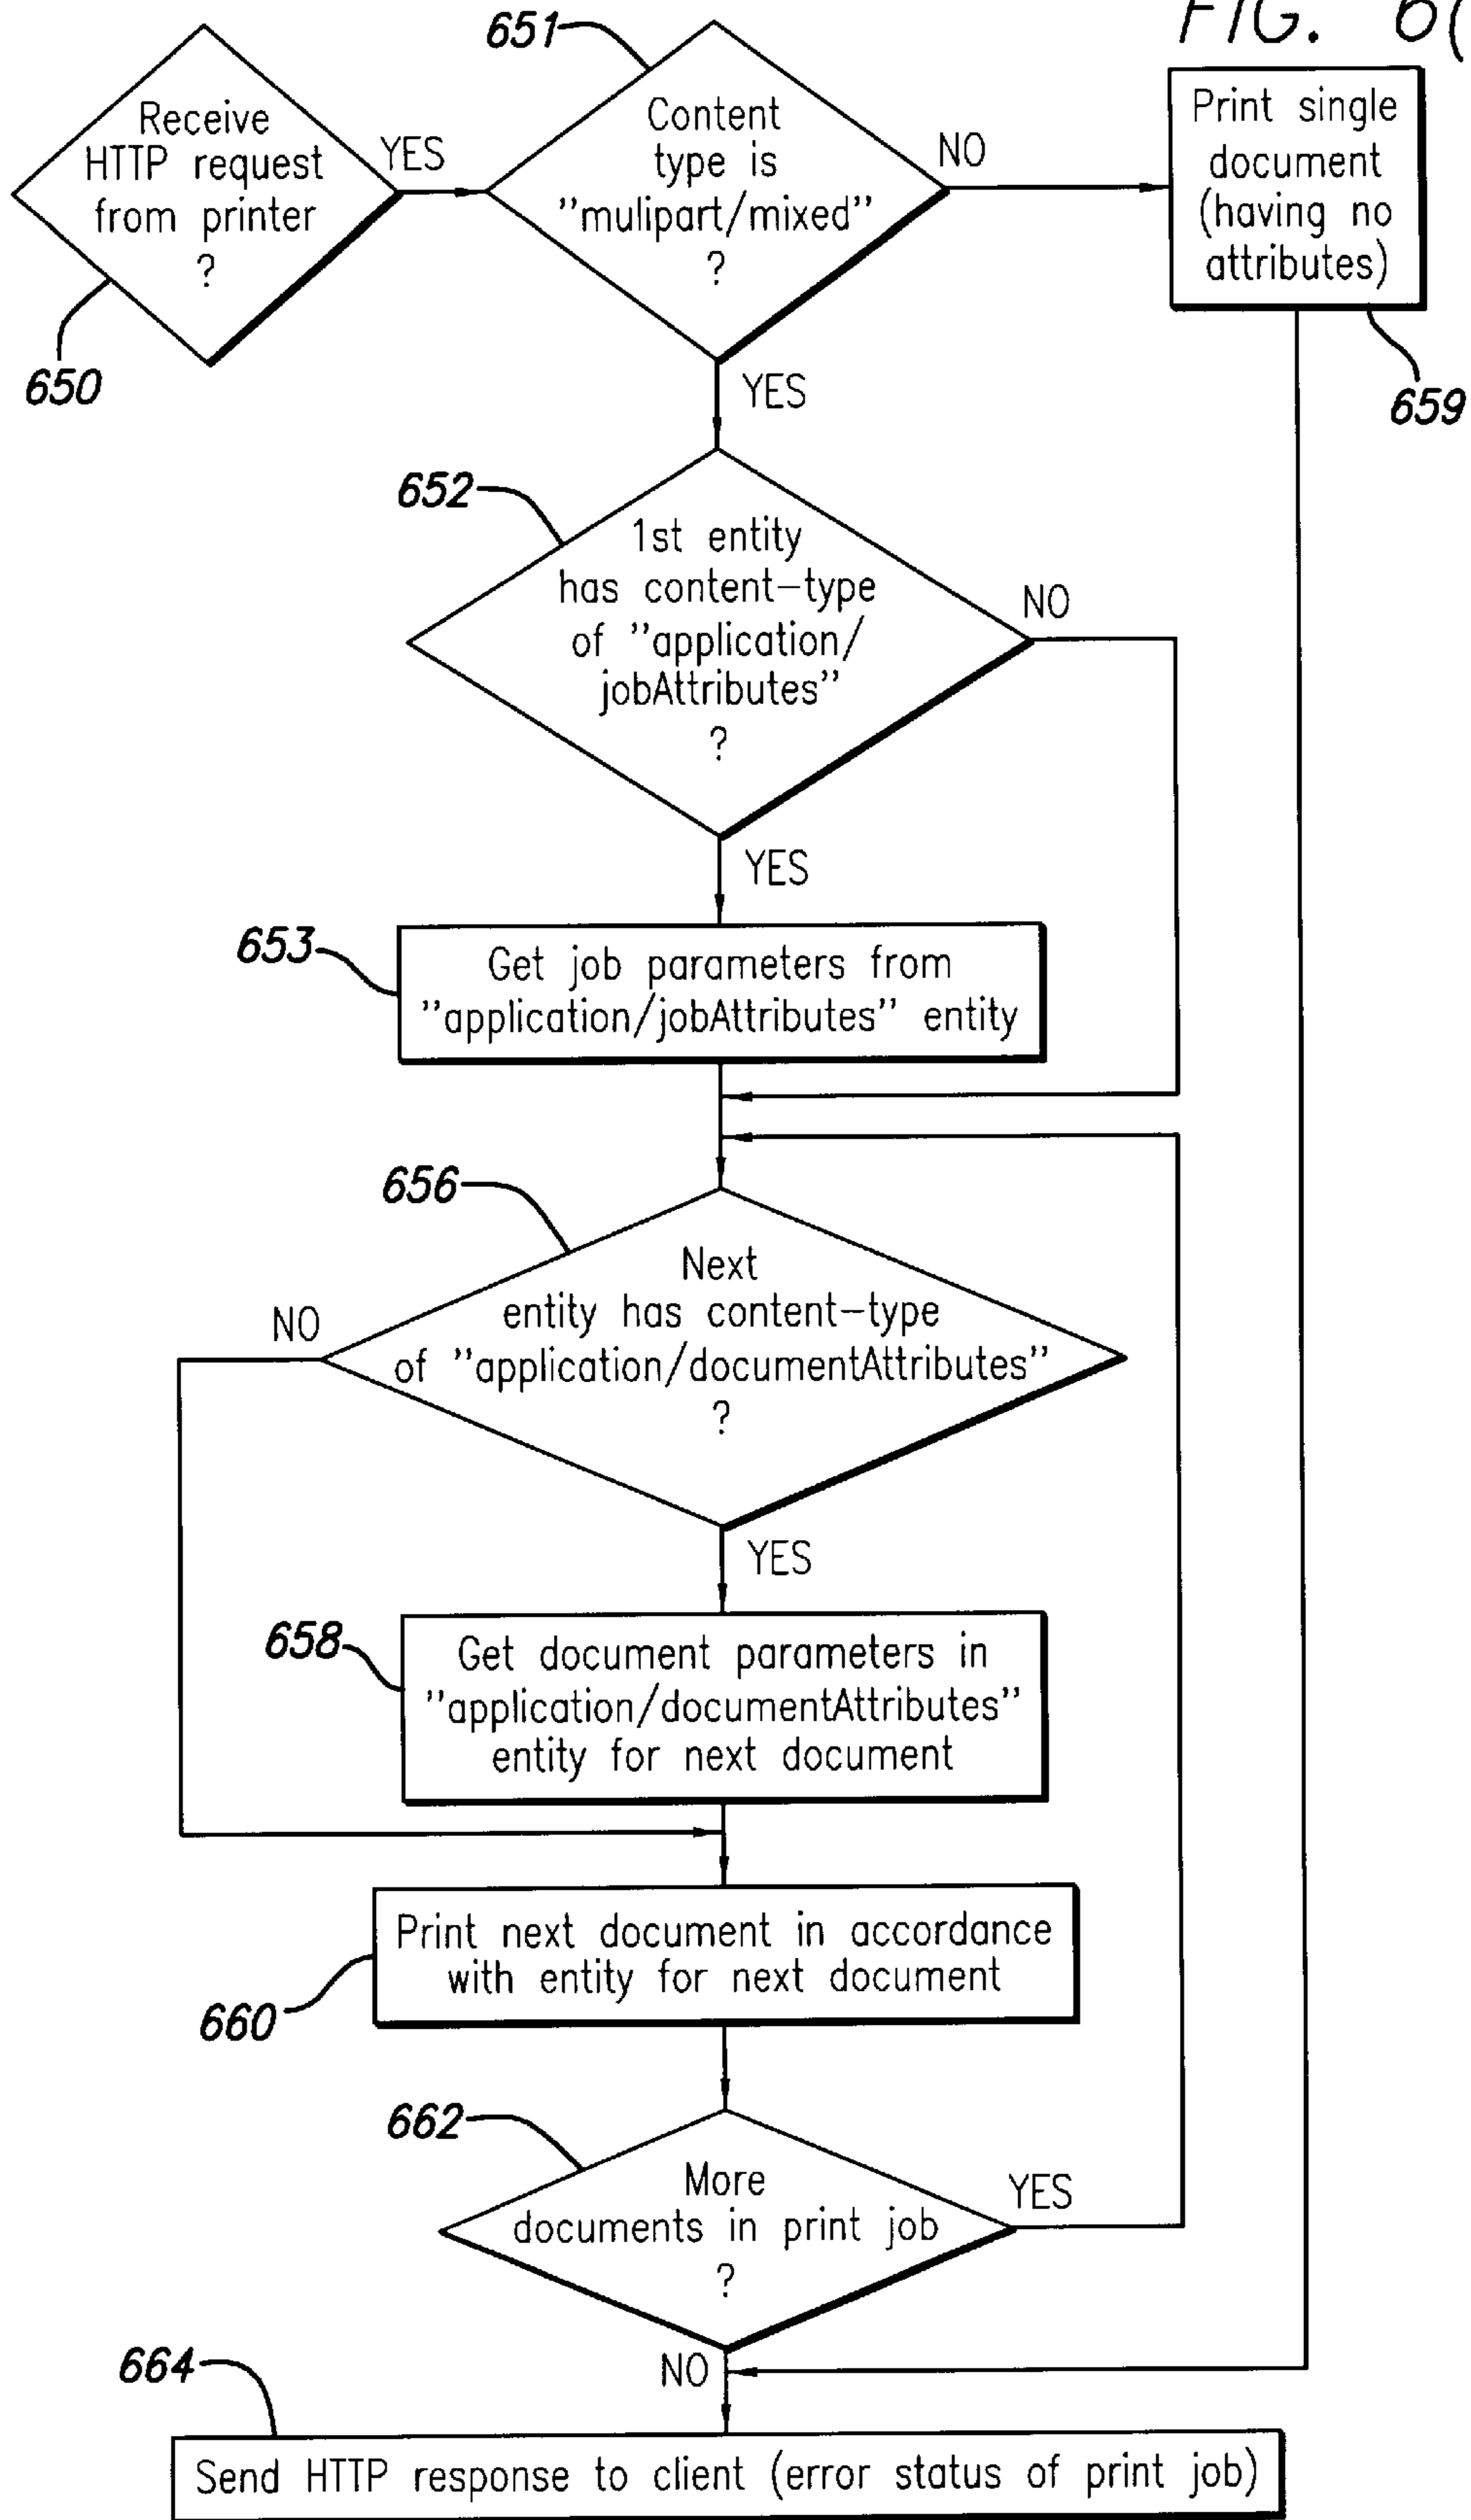 FIG. 6(
651
Receive
HTTP request
from printer
?
YES
650
Content
type is
"mulipart/mixed"
?
NO
Print single
document
(having no
attributes)
659
YES
652
1st entity
has content-type
of "application/
jobAttributes"
?
NO
YES
653
Get job parameters from
"application/jobAttributes" entity
656
Next
entity has content-type
of "application/documentAttributes"
?
NO
YES
658
Get document parameters in
"application/documentAttributes"
entity for next document
Print next document in accordance
with entity for next document
660
662
More
documents in print job
?
YES
NO
664
Send HTTP response to client (error status of print job)